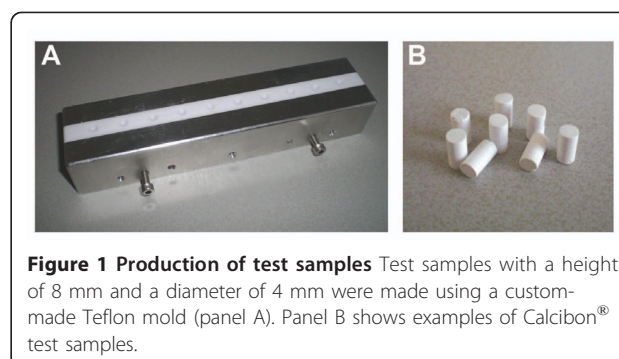 A
B
Figure 1 Production of test samples Test samples with a height
of 8 mm and a diameter of 4 mm were made using a custom-
made Teflon mold (panel A). Panel B shows examples of Calcibon®
test samples.